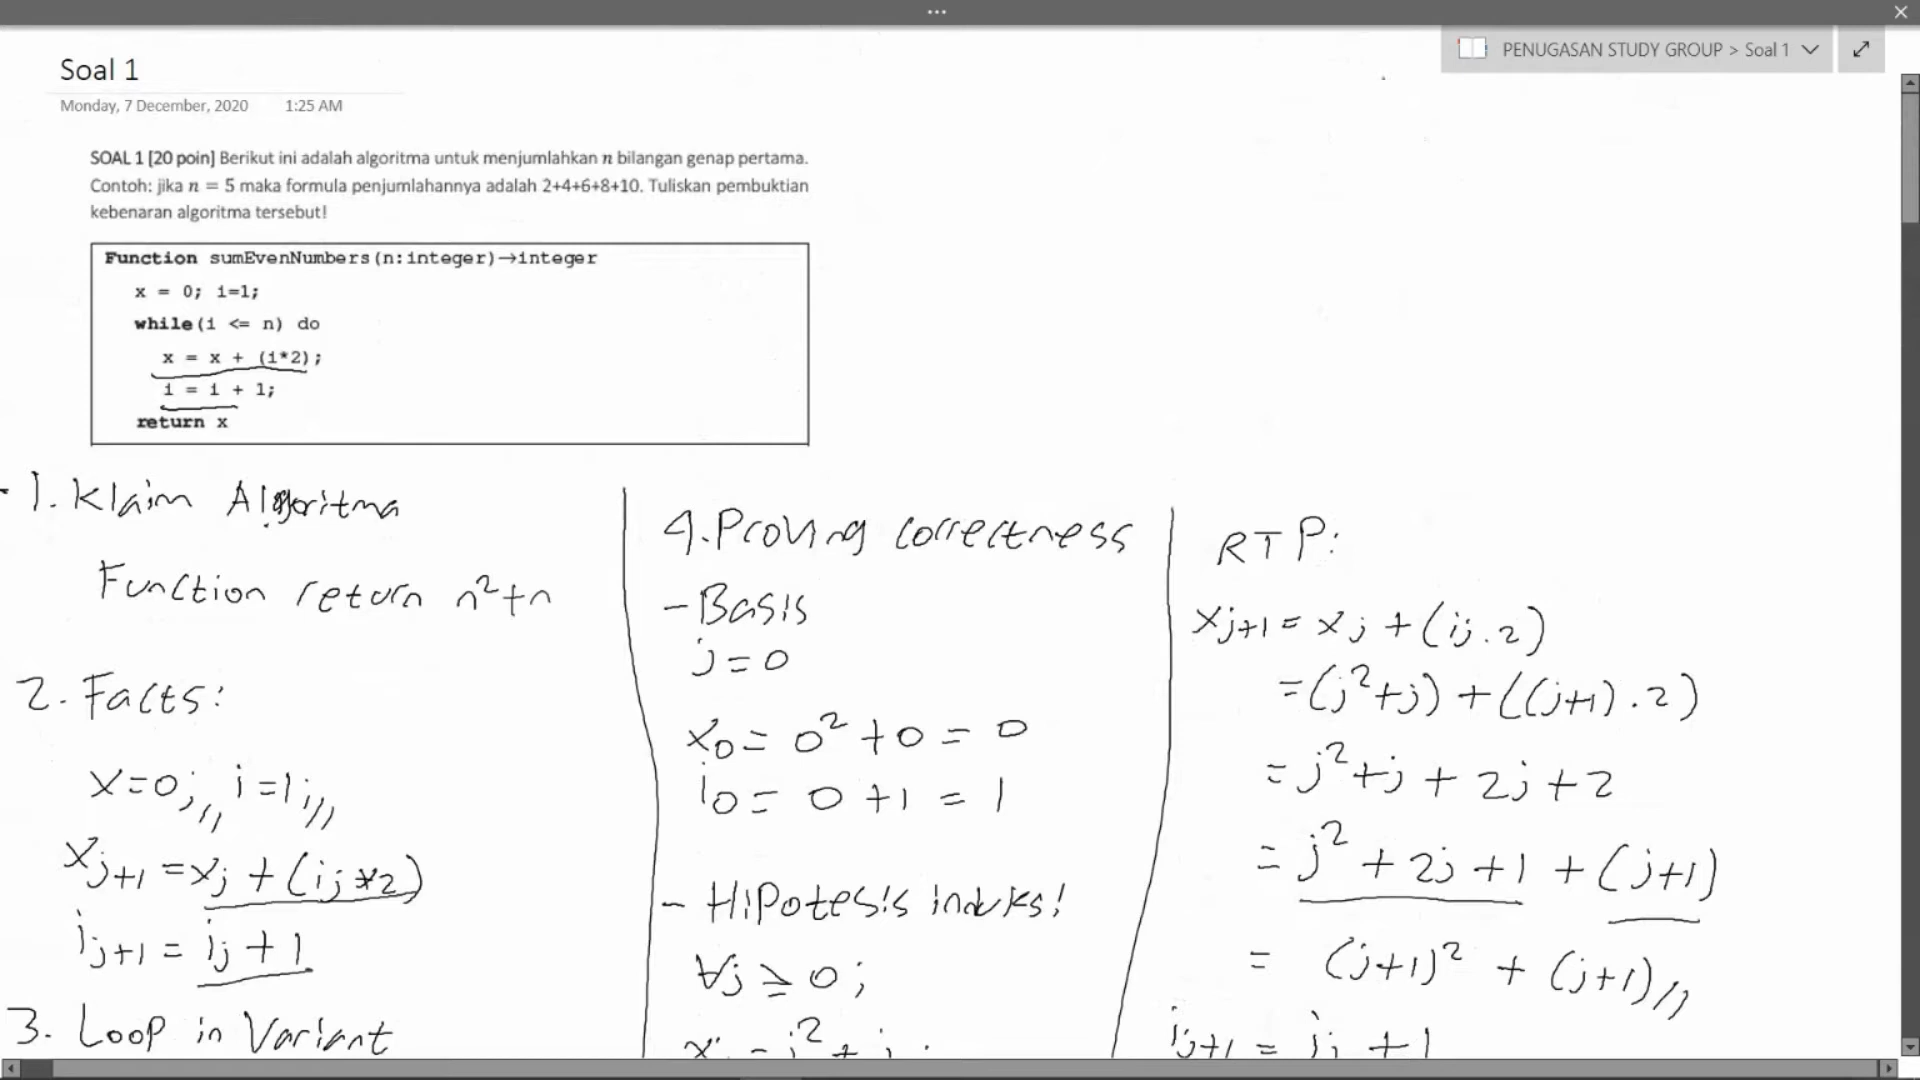 PENUGASAN STUDY GROUP > Soal 1
Soal 1
Monday, 7 December, 2020 1:25 AM
SOAL 1 [20 poin] Berikut ini adalah algoritma untuk menjumlahkan n bilangan genap pertama.
Contoh: jika n = 5 maka formula penjumlahannya adalah 2+4+6+8+10. Tuliskan pembuktian
kebenaran algoritma tersebut!
Function sumEvenNumbers(n:integer)→integer
x = 0; i=1;
while(i <= n) do
x = x + (i*2);
i = i + 1;
return x
1. Klaim Algoritma
Function return n²+n
2. Facts:
x=0; i=1;
xj+1 = xj + (ij*2)
ij+1 = ij + 1
3. Loop in Variant
4. Proving correctness
- Basis
j = 0
x0 = 0² + 0 = 0
i0 = 0 + 1 = 1
- Hipotesis induksi
∀j ≥ 0;
RTP:
xj+1 = xj + (ij . 2)
= (j²+j) + ((j+1) . 2)
= j²+j + 2j + 2
= j² + 2j + 1 + (j+1)
= (j+1)² + (j+1)
ij+1 = ij + 1